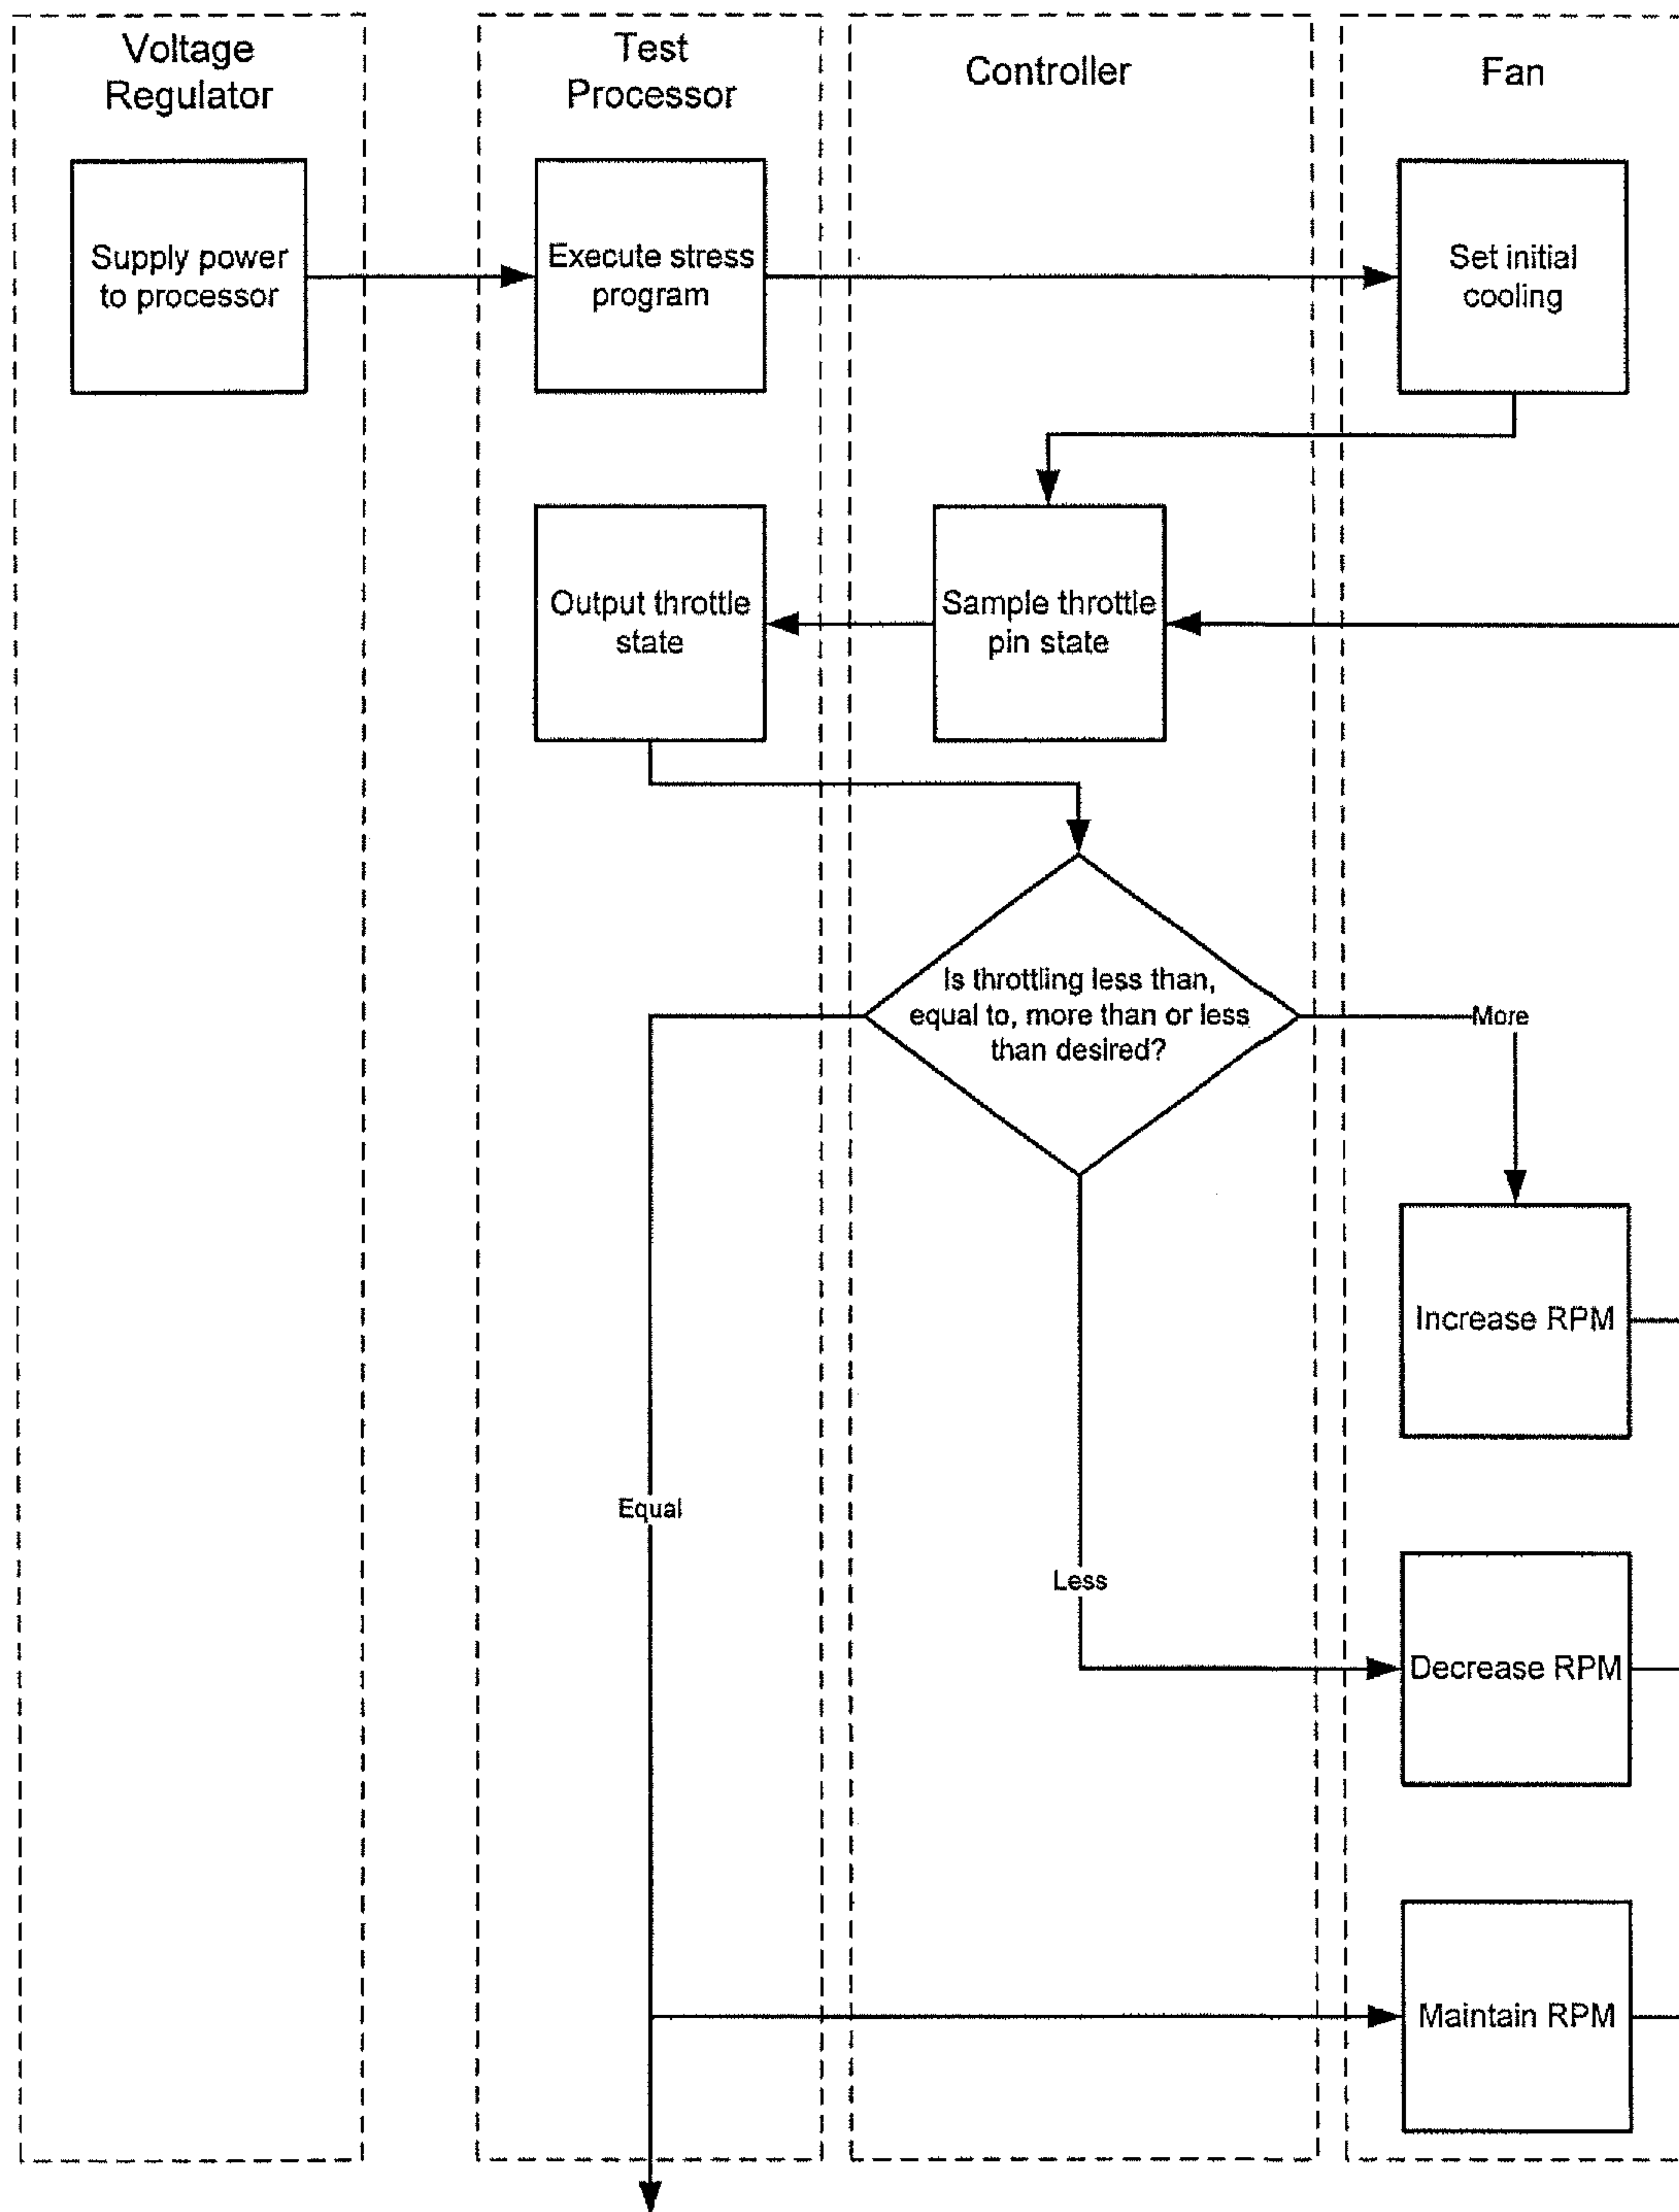 Voltage
Regulator
Test
Processor
Controller
Fan
Supply power
to processor
Execute stress
program
Set initial
cooling
Output throttle
state
Sample throttle
pin state
Is throttling less than,
equal to, more than or less
than desired?
More
Increase RPM
Equal
Less
Decrease RPM
Maintain RPM